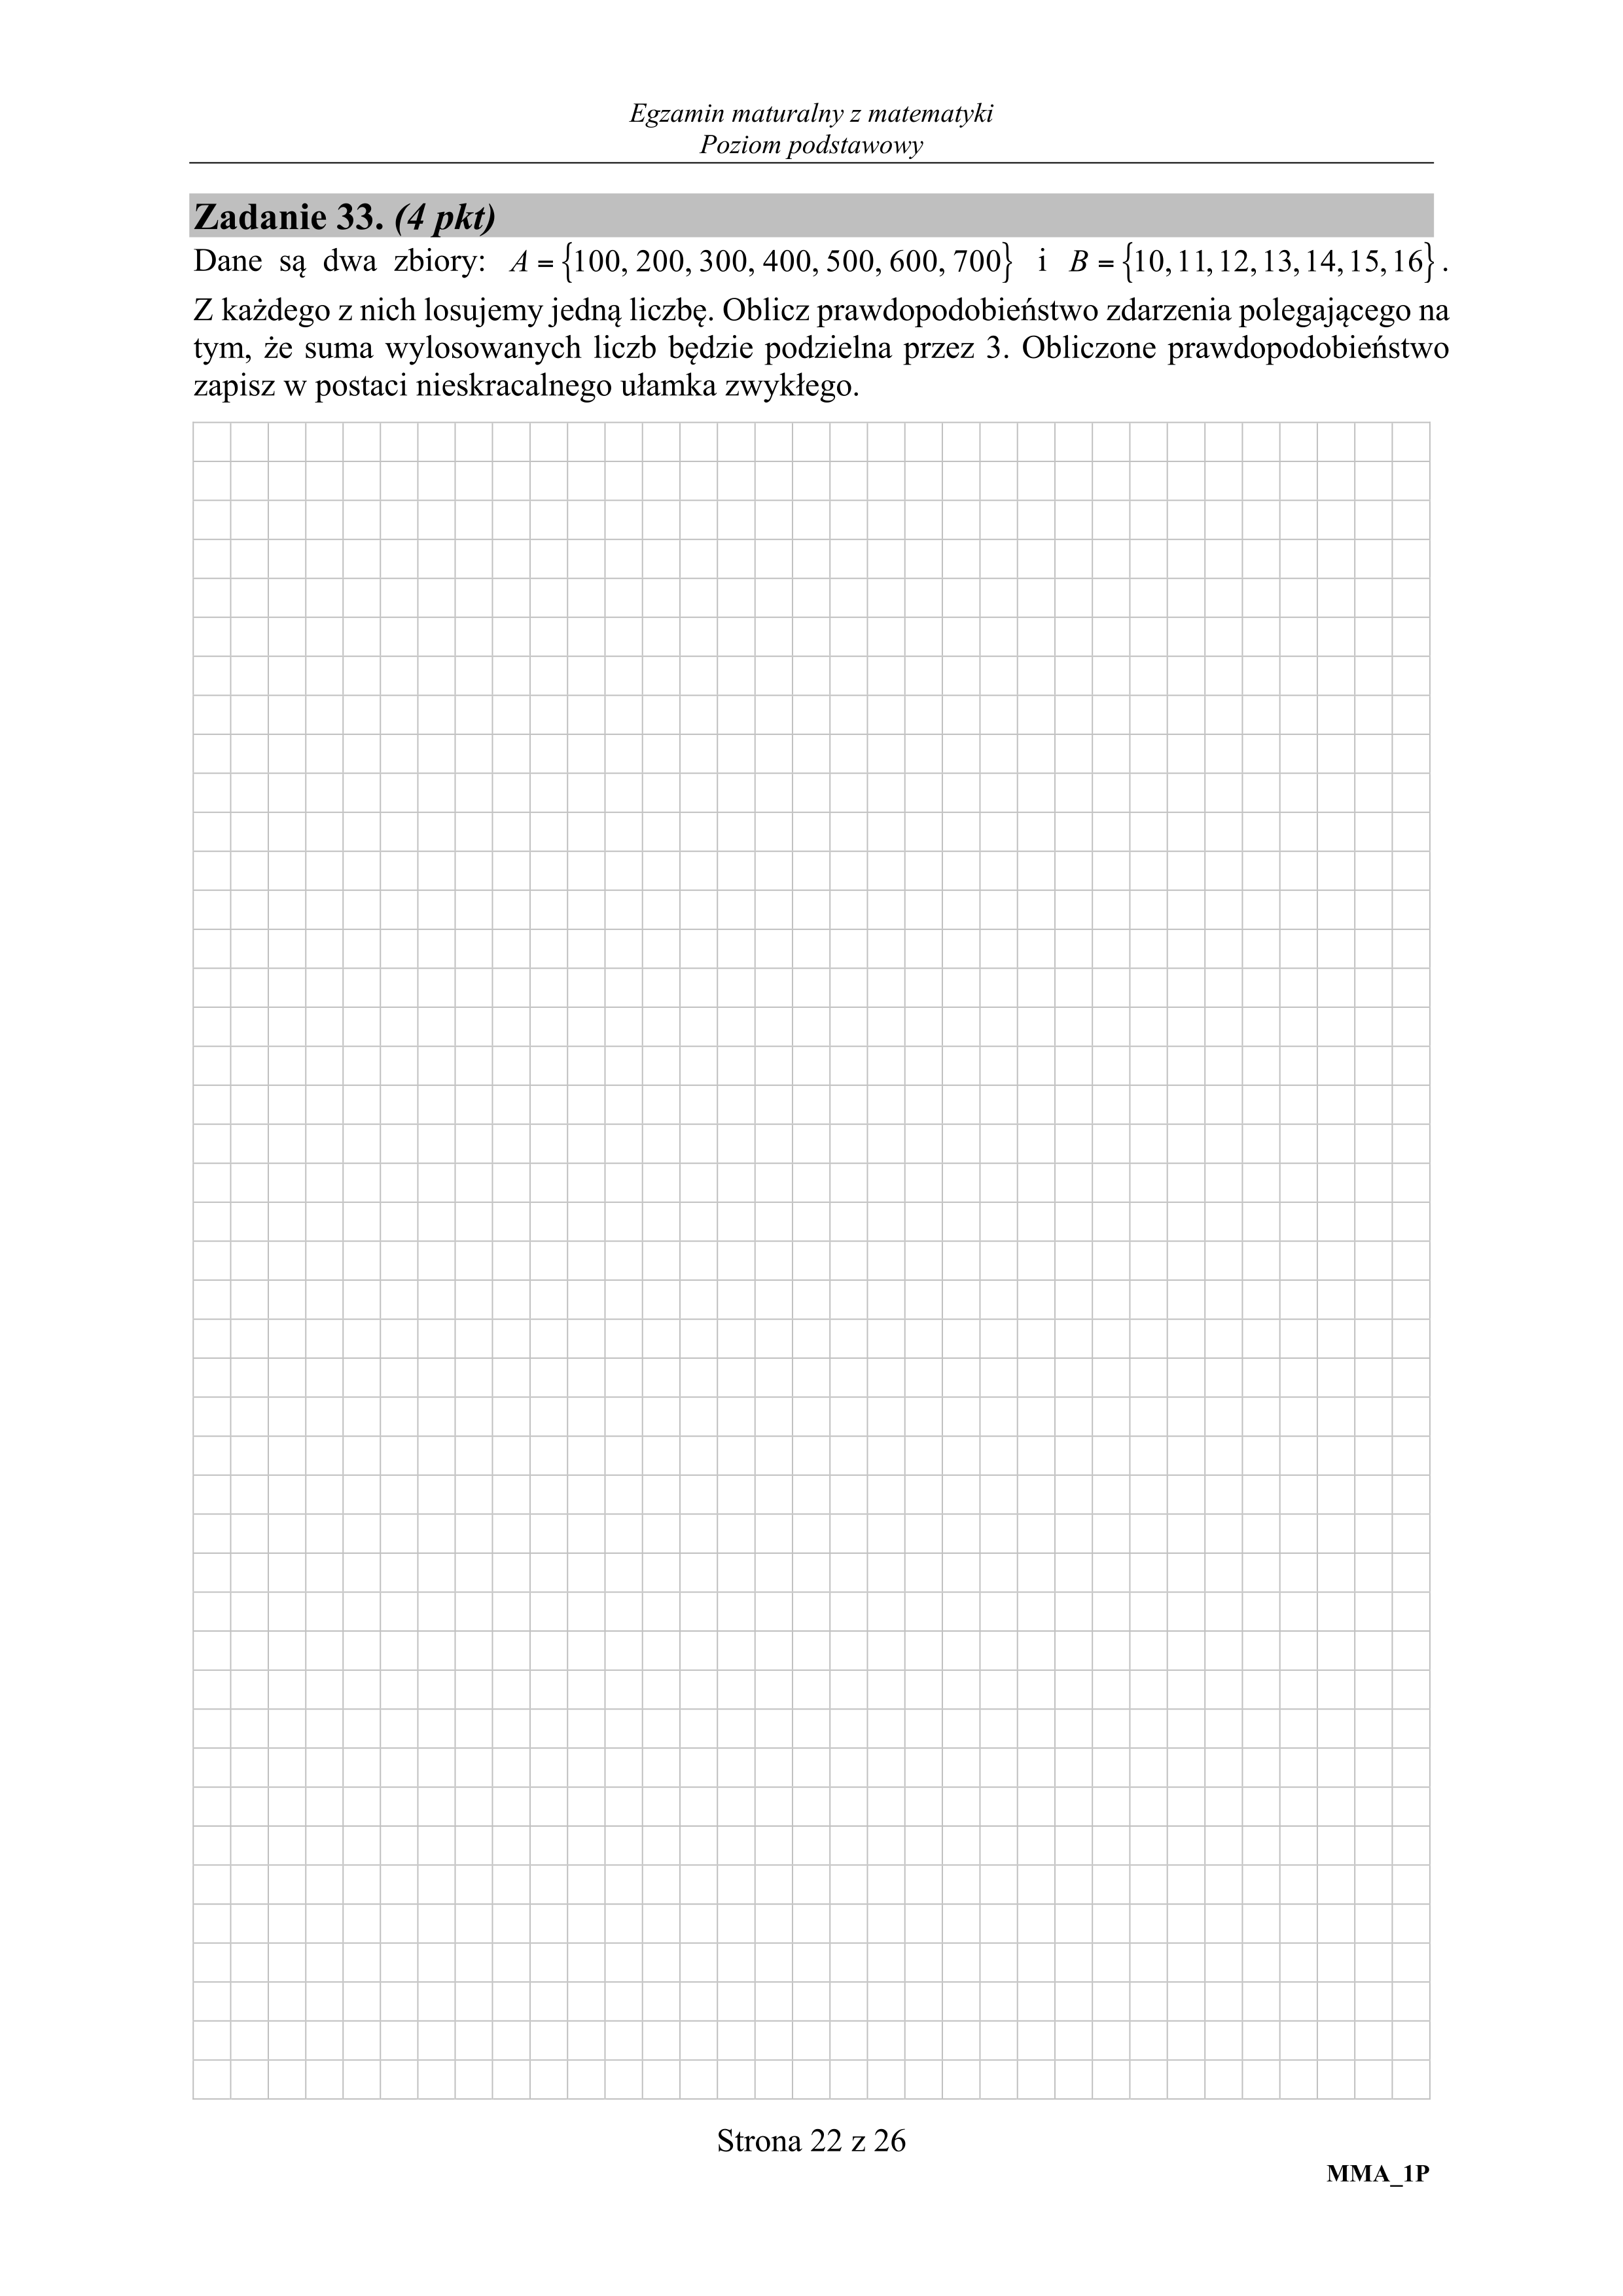 Egzamin maturalny z matematyki
Poziom podstawowy
Zadanie 33. (4 pkt)
Dane są dwa zbiory: A = {100, 200, 300, 400, 500, 600, 700} i B = {10, 11, 12, 13, 14, 15, 16}.
Z każdego z nich losujemy jedną liczbę. Oblicz prawdopodobieństwo zdarzenia polegającego na
tym, że suma wylosowanych liczb będzie podzielna przez 3. Obliczone prawdopodobieństwo
zapisz w postaci nieskracalnego ułamka zwykłego.
Strona 22 z 26
MMA_1P